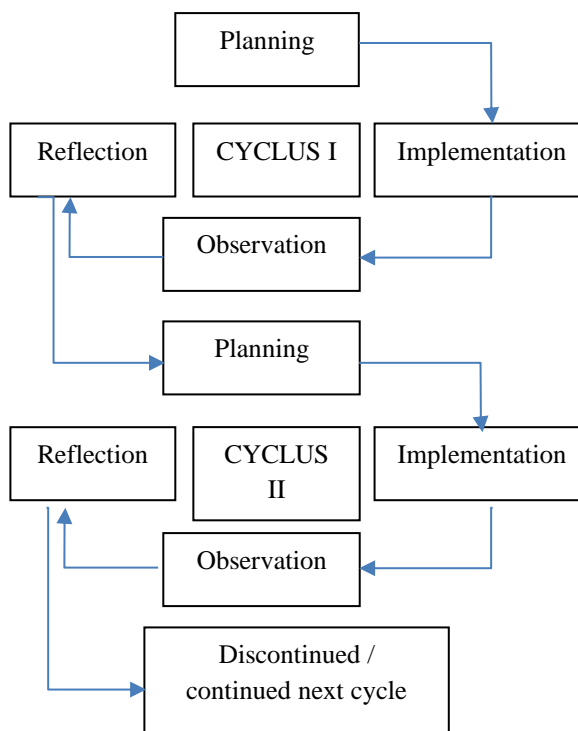 Planning
Reflection
CYCLUS I
Implementation
Observation
Planning
Reflection
CYCLUS
II
Implementation
Observation
Discontinued /
continued next cycle